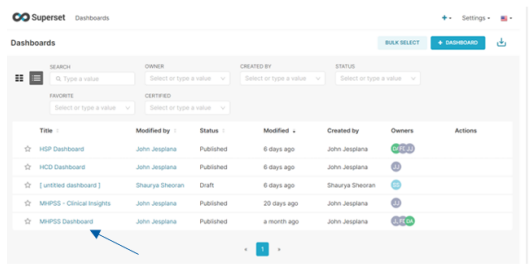 Superset Dashboards
Settings
Dashboards
BULK SELECT
+ DASHBOARD
SEARCH
OWNER
CREATED BY
STATUS
Type a value
Select or type a value
Select or type a value
Select or type a value
FAVORITE
CERTIFIED
Select or type a value
Select or type a value
Title Modified by Status Modified Created by Owners Actions
HSP Dashboard John Jesplana Published 6 days ago John Jesplana JJ
HCD Dashboard John Jesplana Published 6 days ago John Jesplana JJ
[ untitled dashboard ] Shaurya Sheoran Draft 6 days ago Shaurya Sheoran SS
MHPSS - Clinical Insights John Jesplana Published 20 days ago John Jesplana JJ
MHPSS Dashboard John Jesplana Published a month ago John Jesplana
« 1 »